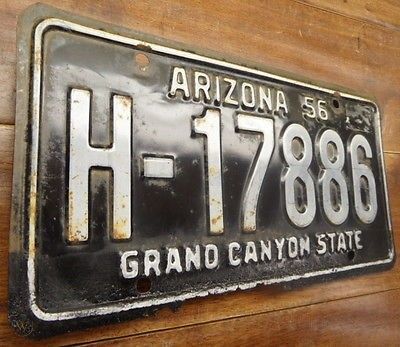 ARIZONA 56
H-17886
GRAND CANYON STATE